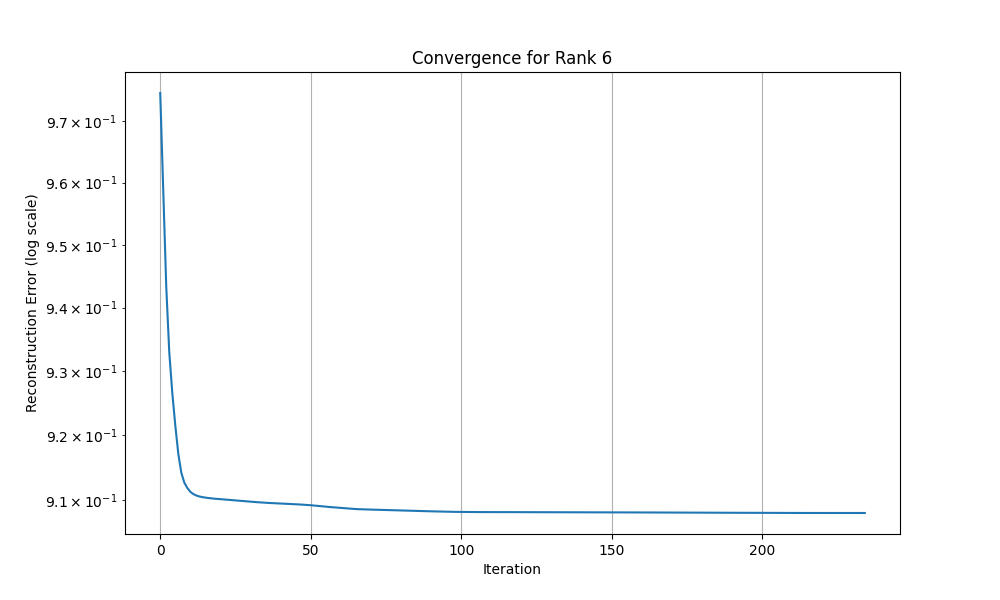 Convergence for Rank 6
Reconstruction Error (log scale)
9.7 × 10⁻¹
9.6 × 10⁻¹
9.5 × 10⁻¹
9.4 × 10⁻¹
9.3 × 10⁻¹
9.2 × 10⁻¹
9.1 × 10⁻¹
0 50 100 150 200
Iteration